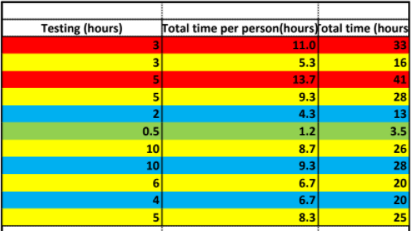 Testing (hours) Total time per person(hours) Total time (hours
3 11.0 33
3 5.3 16
5 13.7 41
5 9.3 28
2 4.3 13
0.5 1.2 3.5
10 8.7 26
10 9.3 28
6 6.7 20
4 6.7 20
5 8.3 25